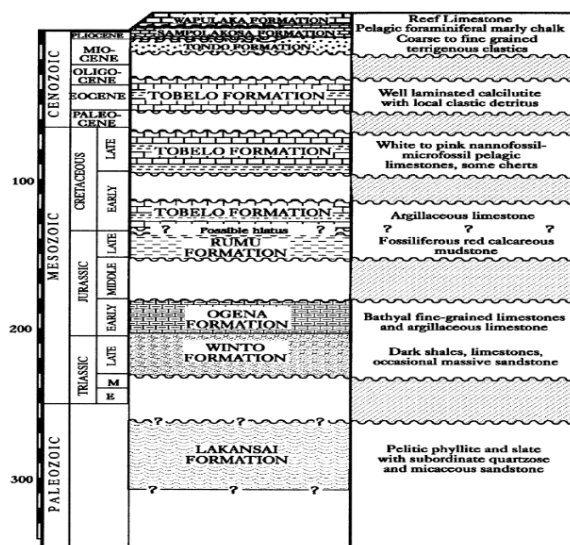 WAPULAKA FORMATION
Reef Limestone
PLIOCENE
SAMPOLAKOSA FORMATION
Pelagic foraminiferal marly chalk
MIO-
CENE
TONDO FORMATION
Coarse to fine grained
terrigenous clastics
CENOZOIC
OLIGO-
CENE
EOCENE
TOBELO FORMATION
Well laminated calcilutite
with local clastic detritus
PALEO-
CENE
MESOZOIC
CRETACEOUS
LATE
TOBELO FORMATION
White to pink nannofossil-
microfossil pelagic
limestones, some cherts
100
EARLY
TOBELO FORMATION
Argillaceous limestone
? Possible hiatus ?
? ? ?
JURASSIC
LATE
RUMU
FORMATION
Fossiliferous red calcareous
mudstone
MIDDLE
EARLY
OGENA
FORMATION
Bathyal fine-grained limestones
and argillaceous limestone
200
TRIASSIC
LATE
WINTO
FORMATION
Dark shales, limestones,
occasional massive sandstone
M
E
PALEOZOIC
? ? ?
LAKANSAI
FORMATION
Pelitic phyllite and slate
with subordinate quartzose
and micaceous sandstone
300
? ? ?